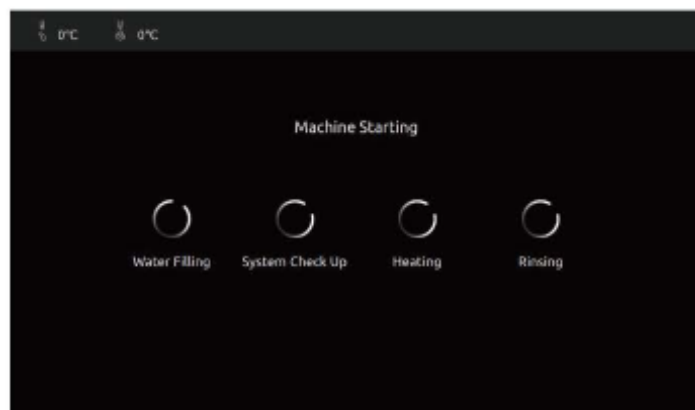 0°C 0°C
Machine Starting
Water Filling System Check Up Heating Rinsing